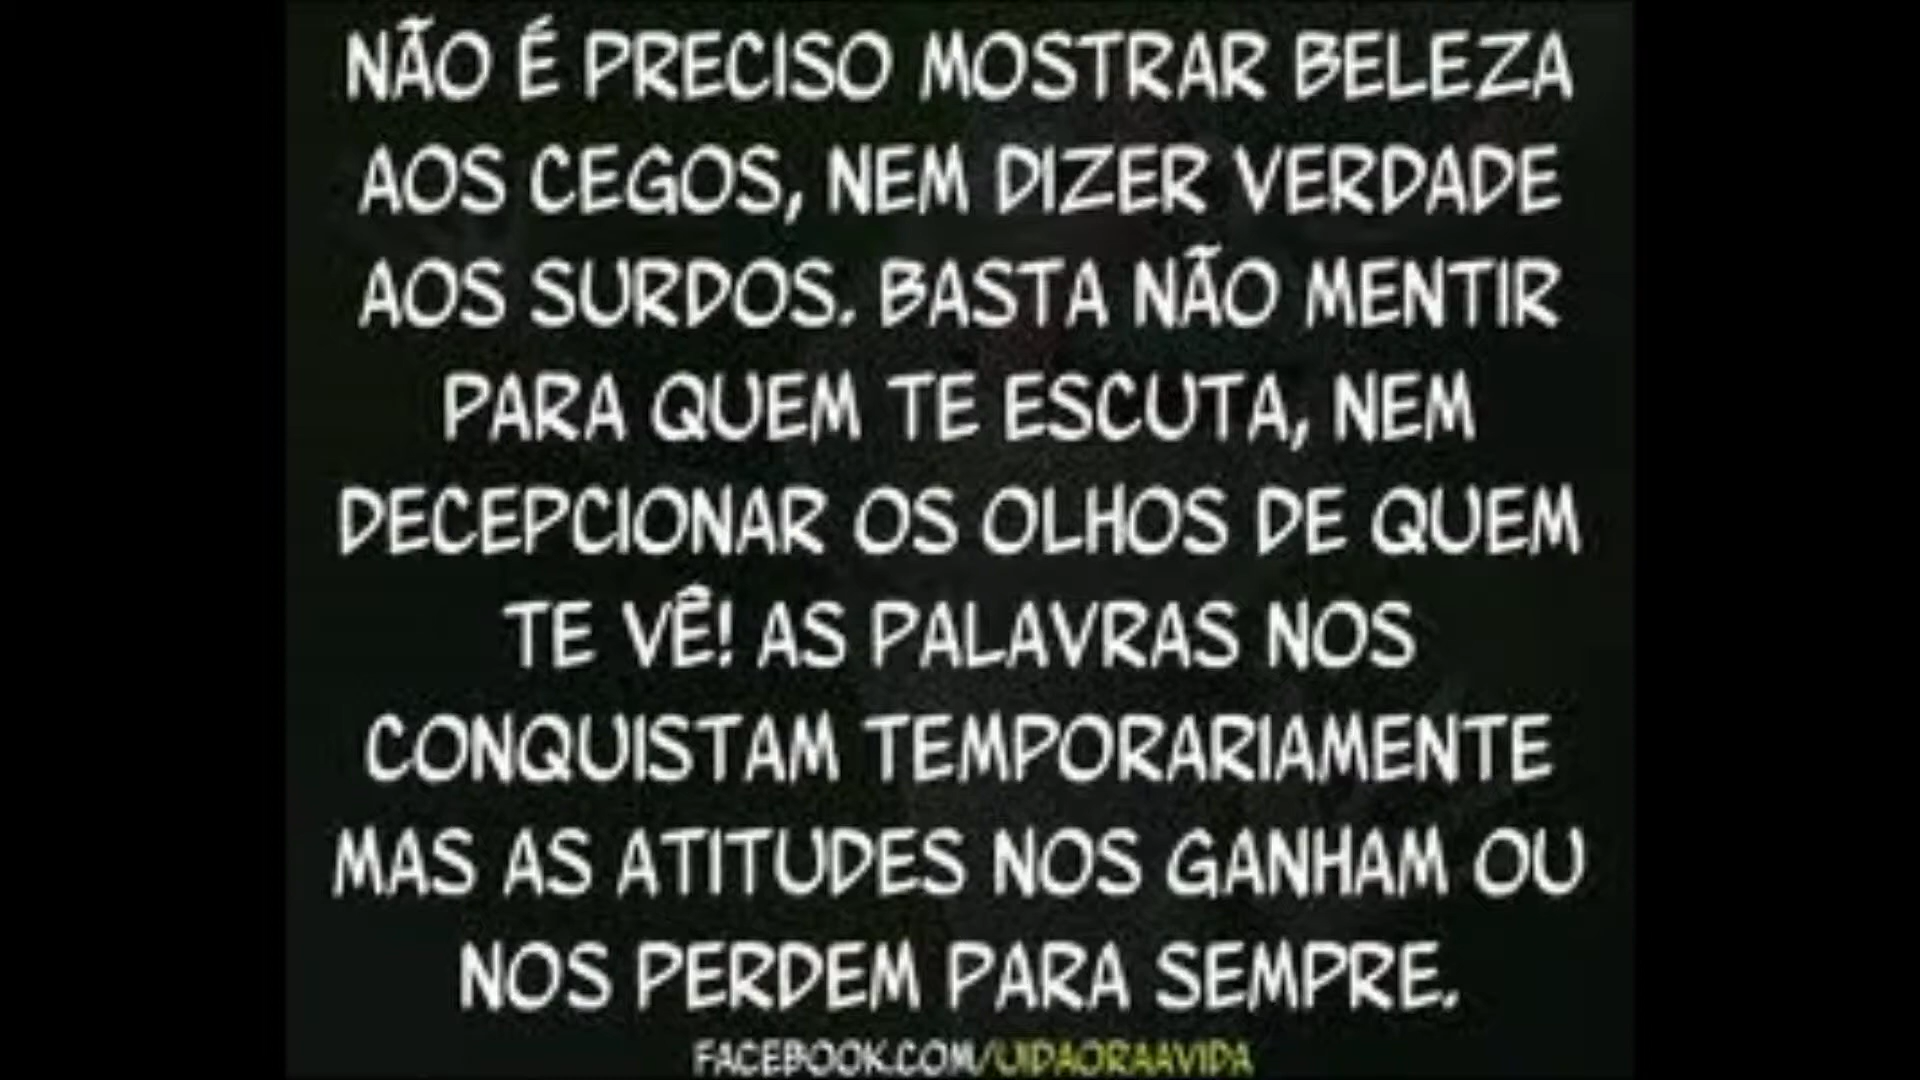 NÃO É PRECISO MOSTRAR BELEZA
AOS CEGOS, NEM DIZER VERDADE
AOS SURDOS. BASTA NÃO MENTIR
PARA QUEM TE ESCUTA, NEM
DECEPCIONAR OS OLHOS DE QUEM
TE VÊ! AS PALAVRAS NOS
CONQUISTAM TEMPORARIAMENTE
MAS AS ATITUDES NOS GANHAM OU
NOS PERDEM PARA SEMPRE.
FACEBOOK.COM/